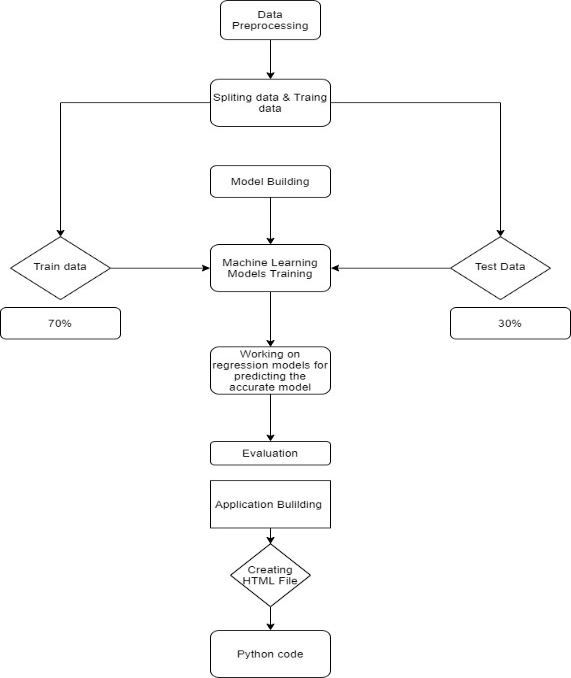 Data
Preprocessing
Spliting data & Traing
data
Model Building
Train data
Machine Learning
Models Training
Test Data
70%
30%
Working on
regression models for
predicting the
accurate model
Evaluation
Application Bulilding
Creating
HTML File
Python code